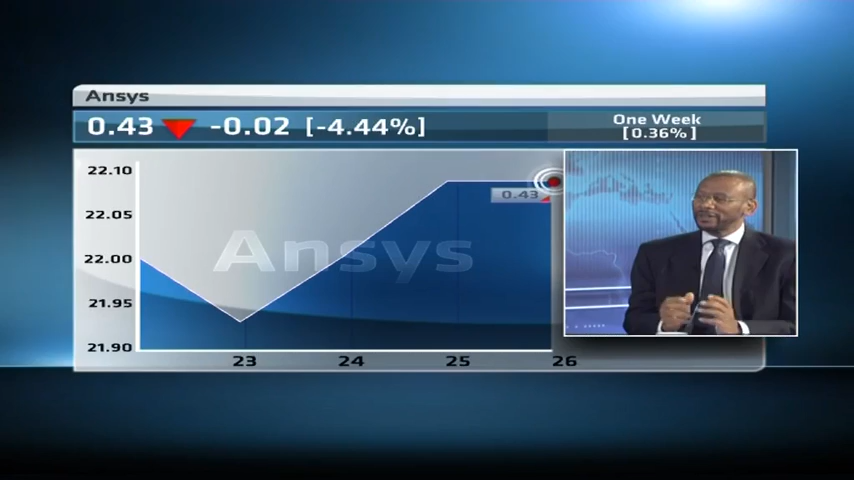 Ansys
0.43 -0.02 [-4.44%]
One Week
[0.36%]
22.10
22.05
22.00
21.95
21.90
0.43
Ansys
23 24 25 26